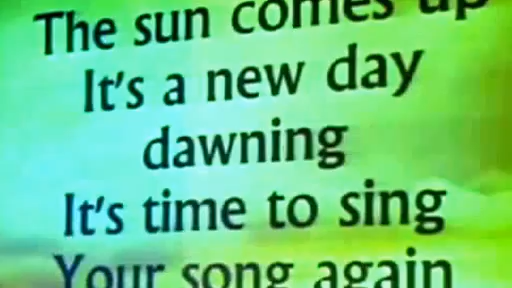 The sun comes up
It's a new day
dawning
It's time to sing
Your song again